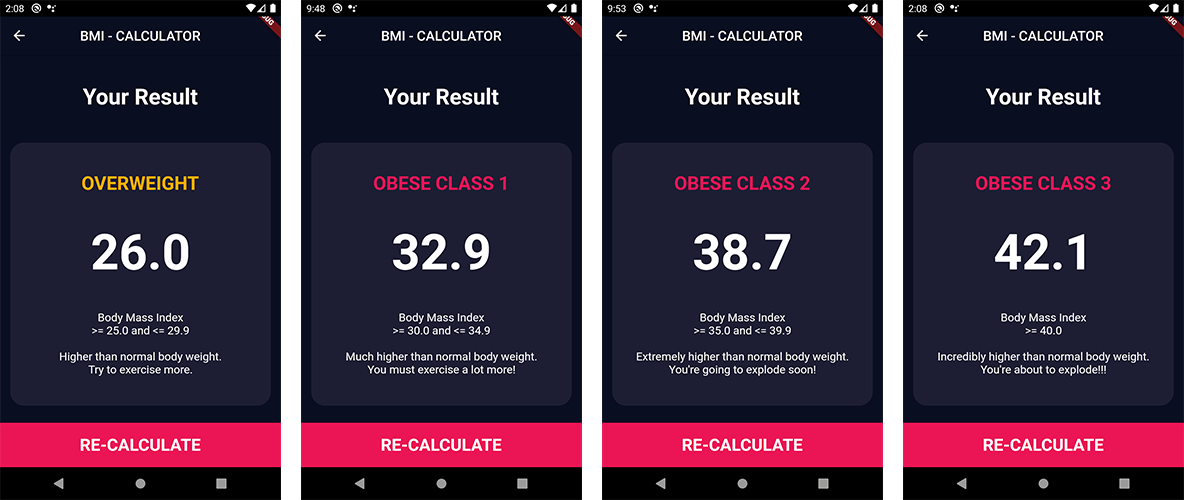 2:08
BMI - CALCULATOR
Your Result
OVERWEIGHT
26.0
Body Mass Index
>= 25.0 and <= 29.9
Higher than normal body weight.
Try to exercise more.
RE-CALCULATE
9:48
BMI - CALCULATOR
Your Result
OBESE CLASS 1
32.9
Body Mass Index
>= 30.0 and <= 34.9
Much higher than normal body weight.
You must exercise a lot more!
RE-CALCULATE
9:53
BMI - CALCULATOR
Your Result
OBESE CLASS 2
38.7
Body Mass Index
>= 35.0 and <= 39.9
Extremely higher than normal body weight.
You're going to explode soon!
RE-CALCULATE
2:08
BMI - CALCULATOR
Your Result
OBESE CLASS 3
42.1
Body Mass Index
>= 40.0
Incredibly higher than normal body weight.
You're about to explode!!!
RE-CALCULATE